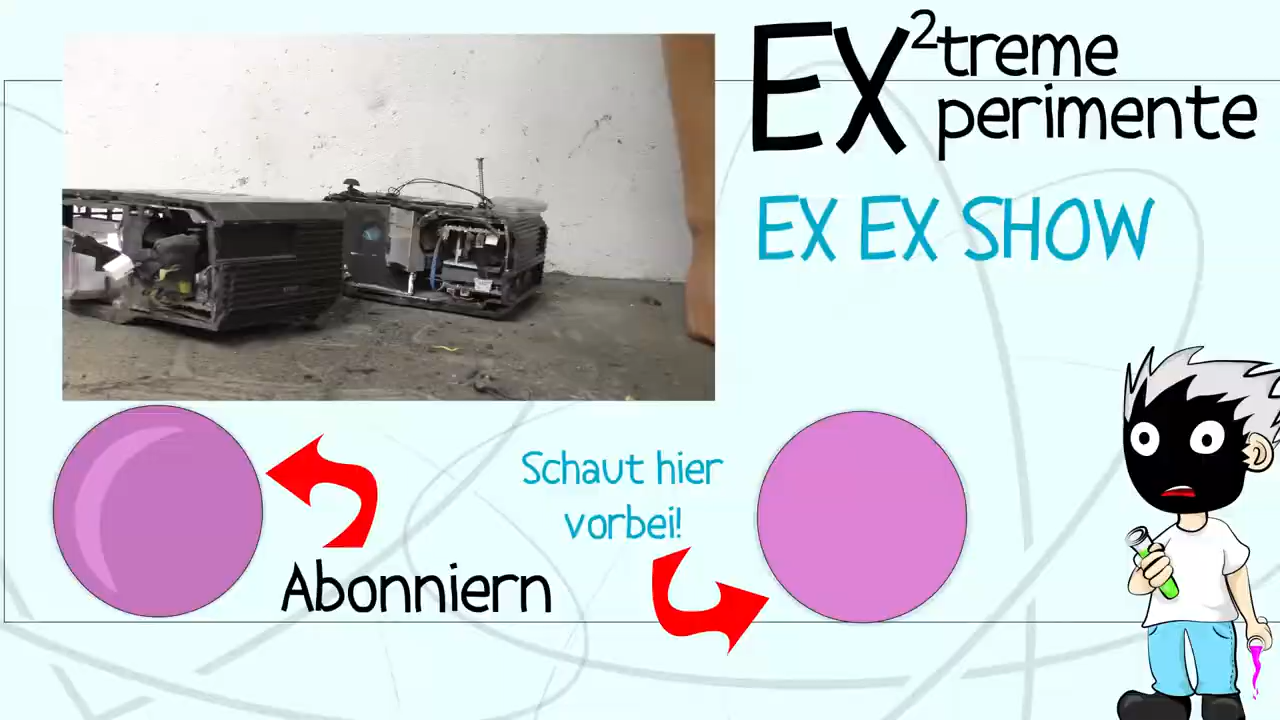 EX²treme
perimente
EX EX SHOW
Schaut hier
vorbei!
Abonniern